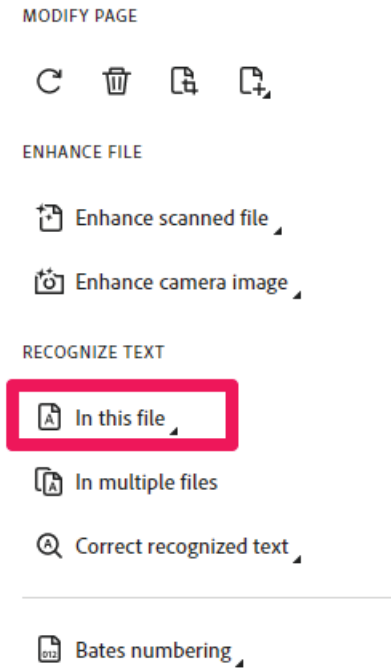 MODIFY PAGE
ENHANCE FILE
Enhance scanned file
Enhance camera image
RECOGNIZE TEXT
A In this file
A In multiple files
A Correct recognized text
012 Bates numbering